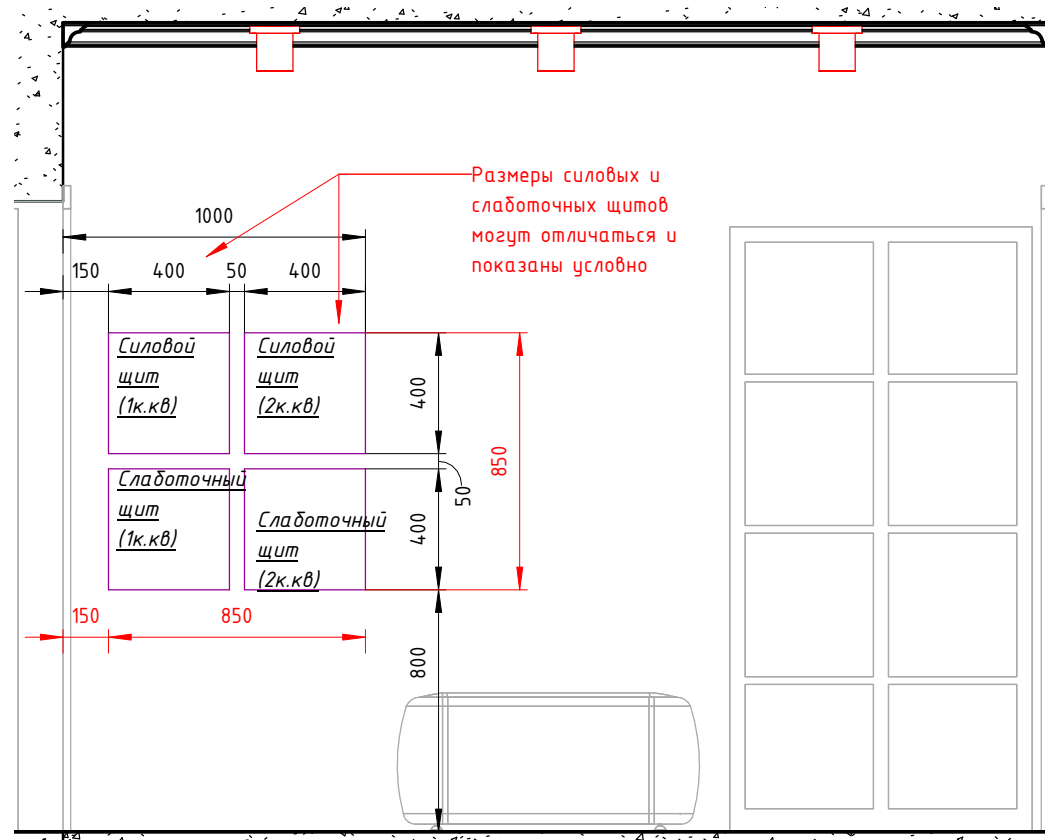 Размеры силовых и
слаботочных щитов
могут отличаться и
показаны условно
1000
150 400 50 400
Силовой
щит
(1к.кв)
Силовой
щит
(2к.кв)
400
850
50
Слаботочный
щит
(1к.кв)
Слаботочный
щит
(2к.кв)
400
150 850
800